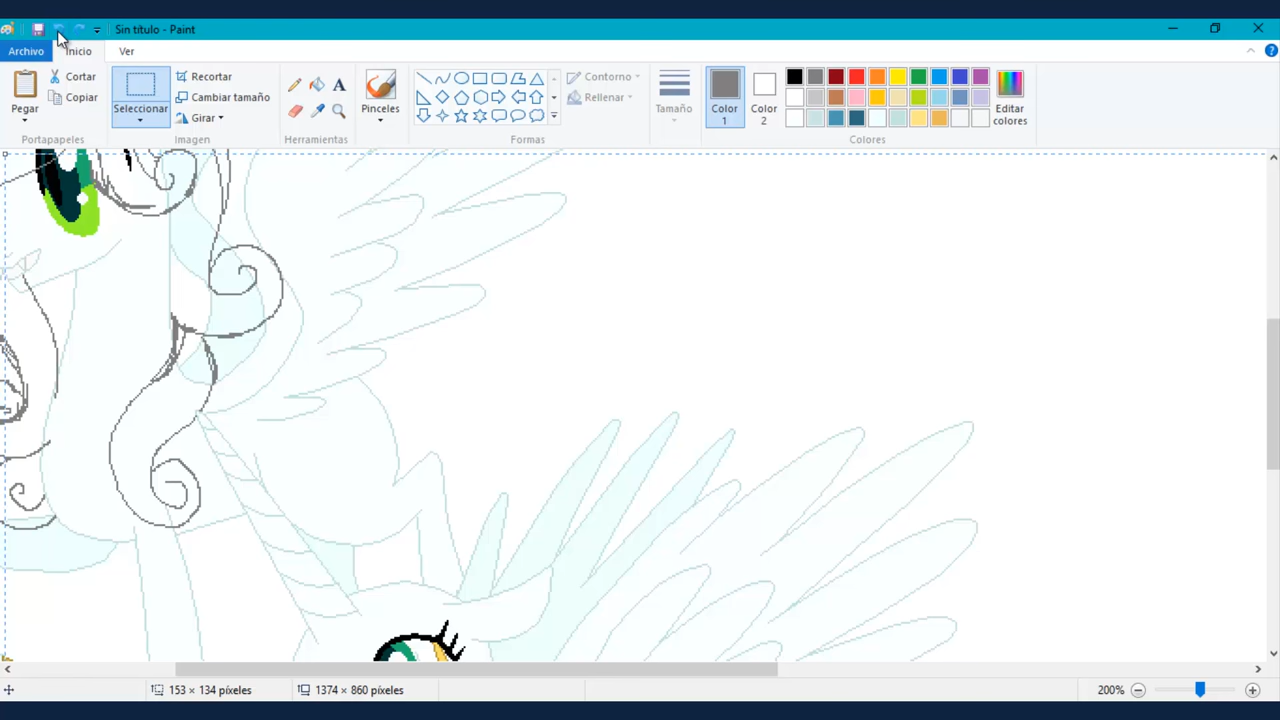 Sin título - Paint
Archivo Inicio Ver
Pegar Cortar Copiar
Portapapeles
Seleccionar Recortar Cambiar tamaño Girar
Imagen
A
Herramientas
Pinceles
Contorno
Rellenar
Formas
Tamaño
Color 1
Color 2
Editar colores
Colores
153 × 134 píxeles 1374 × 860 píxeles 200%